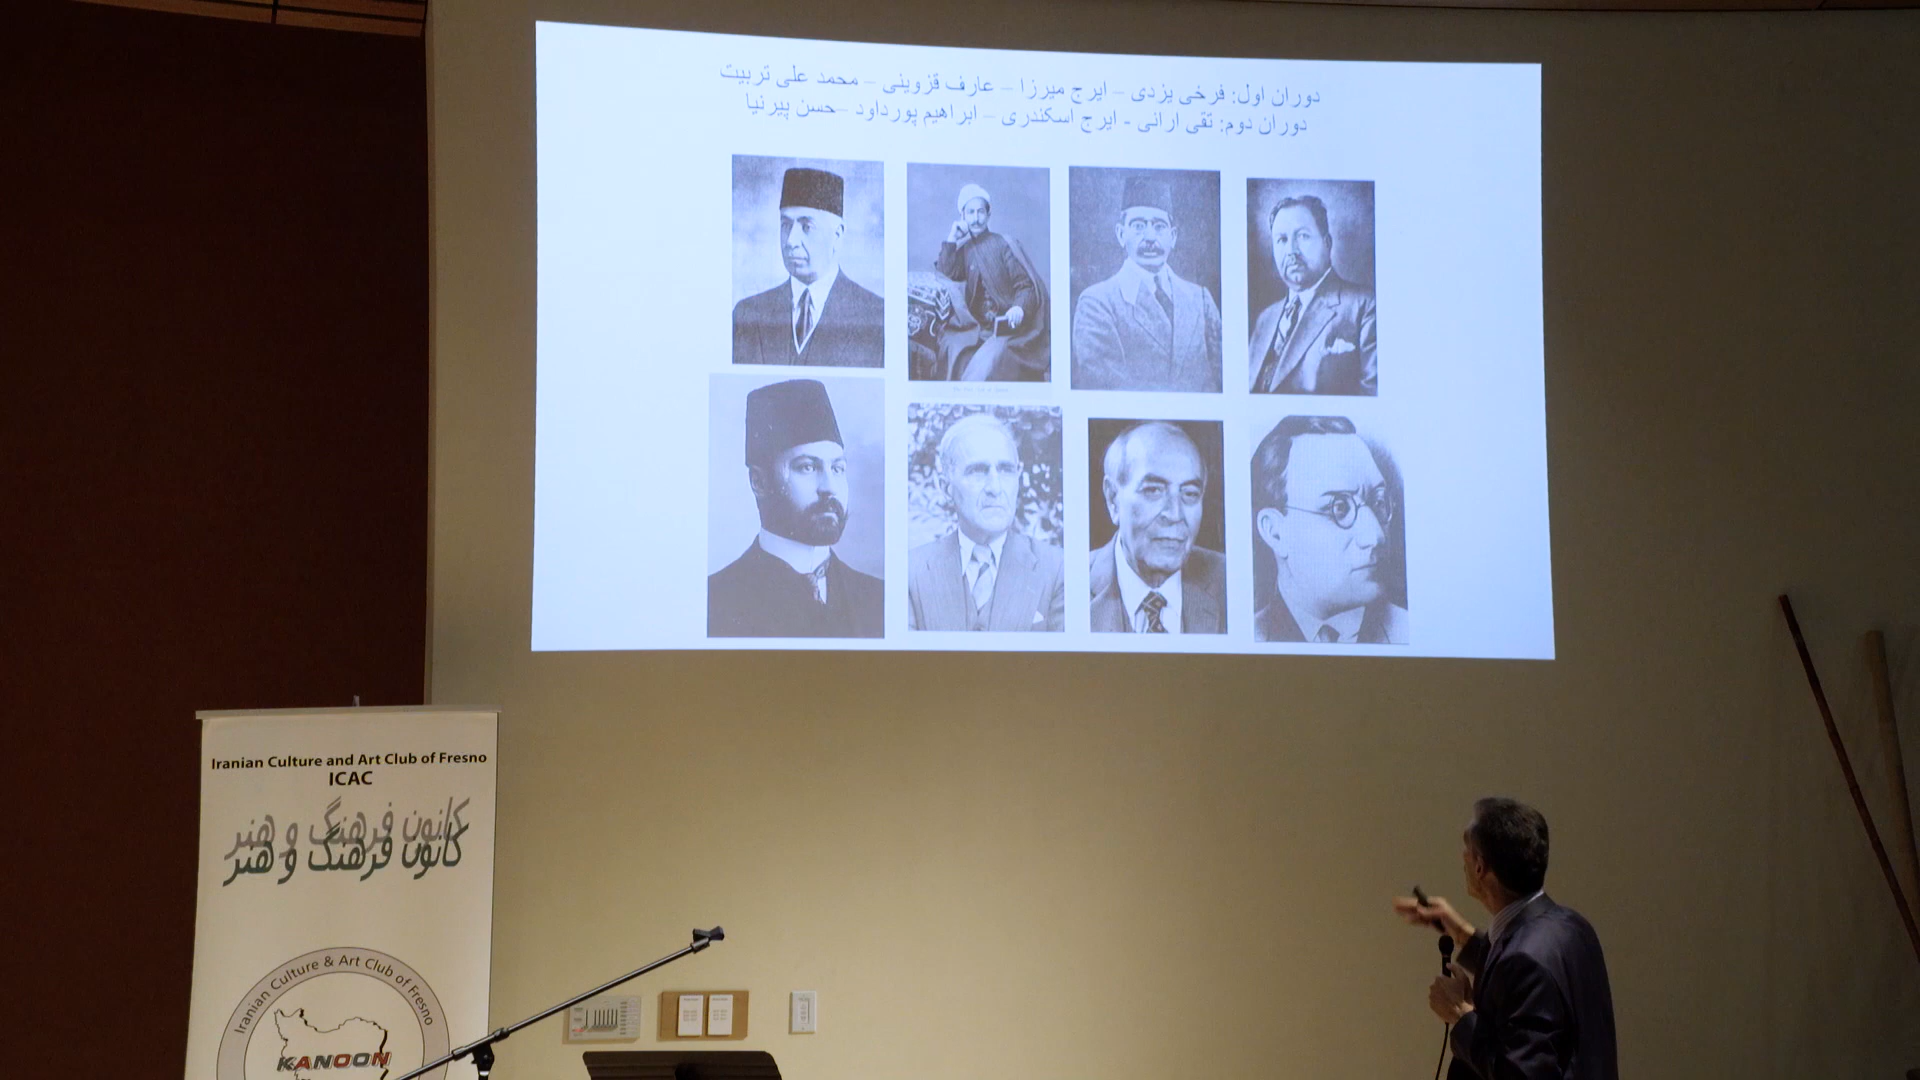 دوران اول: فرخی یزدی – ایرج میرزا – عارف قزوینی – محمد علی تربیت
دوران دوم: تقی ارانی - ایرج اسکندری – ابراهیم پورداود –حسن پیرنیا
Iranian Culture and Art Club of Fresno
ICAC
کانون فرهنگ و هنر
کانون فرهنگ و هنر
Iranian Culture & Art Club of Fresno
KANOON